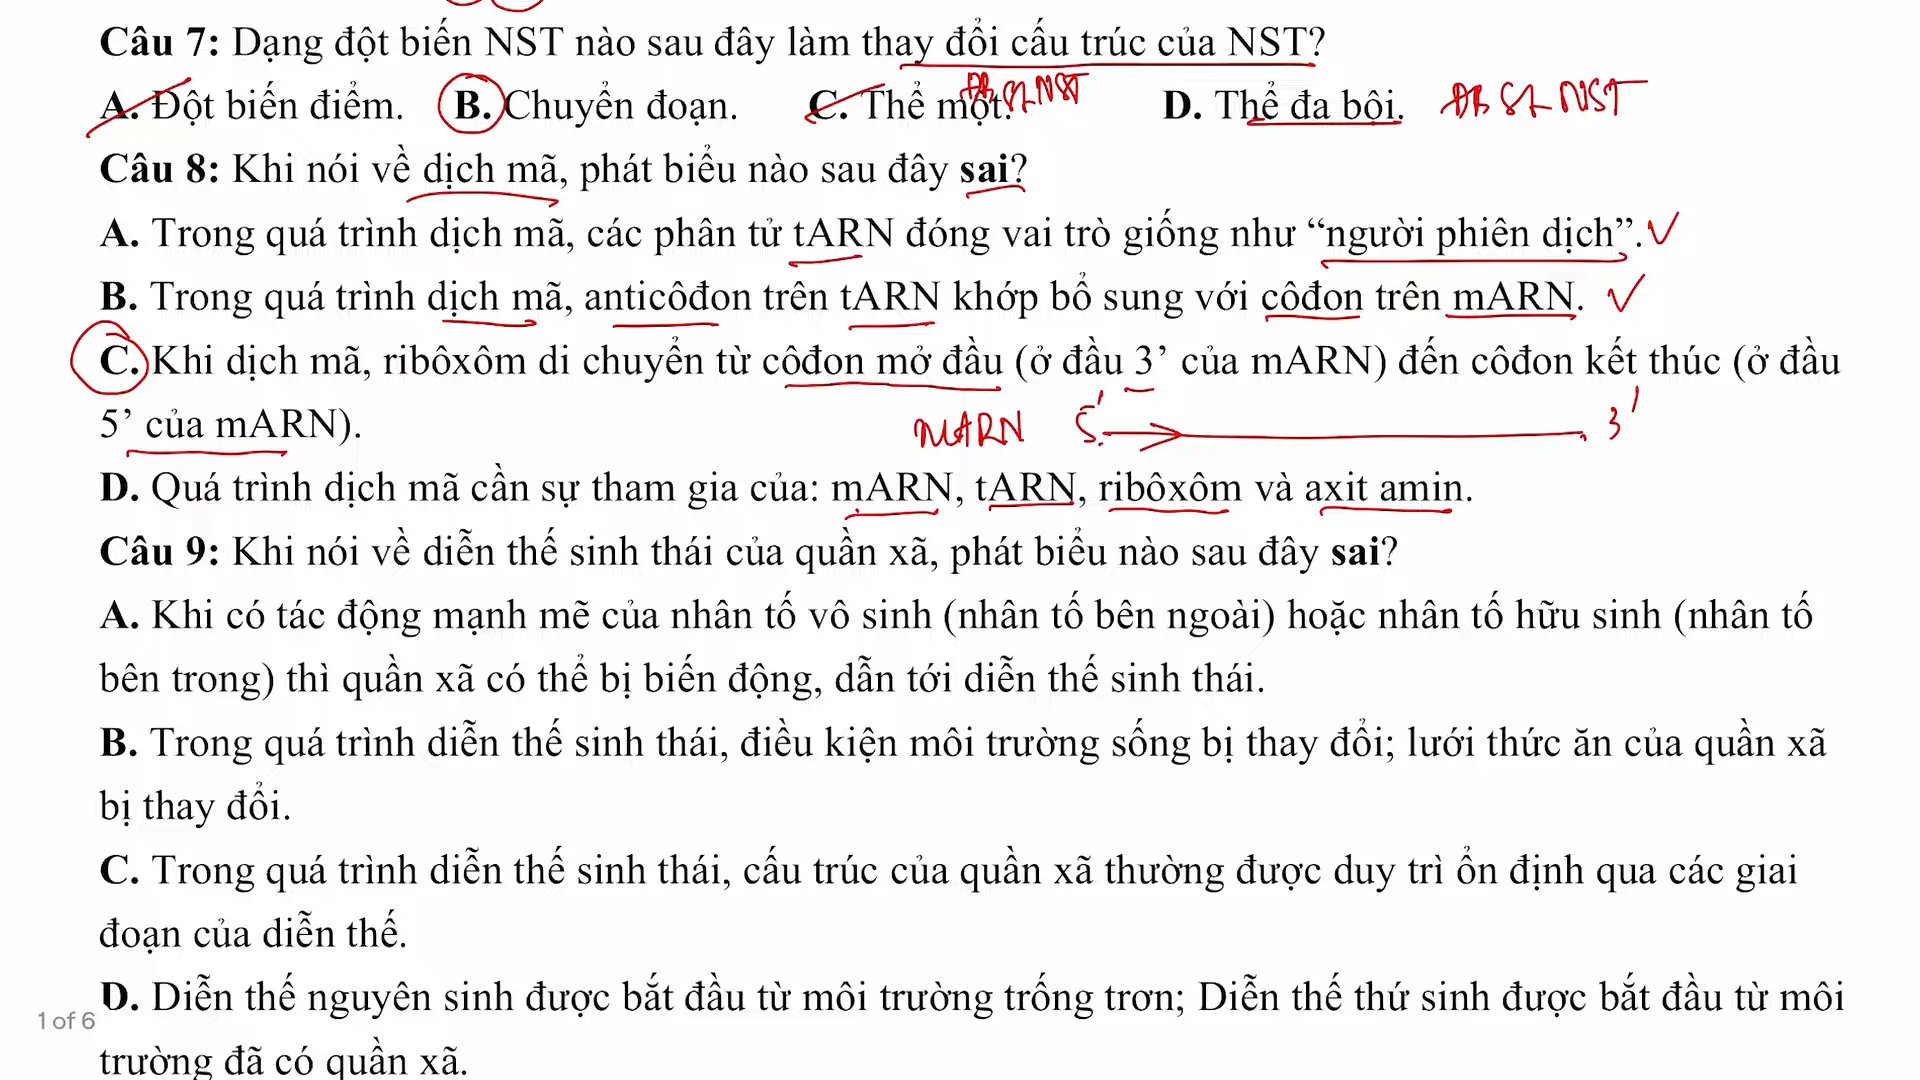 Câu 7: Dạng đột biến NST nào sau đây làm thay đổi cấu trúc của NST?
A. Đột biến điểm. B. Chuyển đoạn. C. Thể một. ĐB SL NST D. Thể đa bội. ĐB SL NST
Câu 8: Khi nói về dịch mã, phát biểu nào sau đây sai?
A. Trong quá trình dịch mã, các phân tử tARN đóng vai trò giống như “người phiên dịch”.
B. Trong quá trình dịch mã, anticôđon trên tARN khớp bổ sung với côđon trên mARN.
C. Khi dịch mã, ribôxôm di chuyển từ côđon mở đầu (ở đầu 3’ của mARN) đến côđon kết thúc (ở đầu
5’ của mARN). mARN 5' 3'
D. Quá trình dịch mã cần sự tham gia của: mARN, tARN, ribôxôm và axit amin.
Câu 9: Khi nói về diễn thế sinh thái của quần xã, phát biểu nào sau đây sai?
A. Khi có tác động mạnh mẽ của nhân tố vô sinh (nhân tố bên ngoài) hoặc nhân tố hữu sinh (nhân tố
bên trong) thì quần xã có thể bị biến động, dẫn tới diễn thế sinh thái.
B. Trong quá trình diễn thế sinh thái, điều kiện môi trường sống bị thay đổi; lưới thức ăn của quần xã
bị thay đổi.
C. Trong quá trình diễn thế sinh thái, cấu trúc của quần xã thường được duy trì ổn định qua các giai
đoạn của diễn thế.
D. Diễn thế nguyên sinh được bắt đầu từ môi trường trống trơn; Diễn thế thứ sinh được bắt đầu từ môi
1 of 6
trường đã có quần xã.